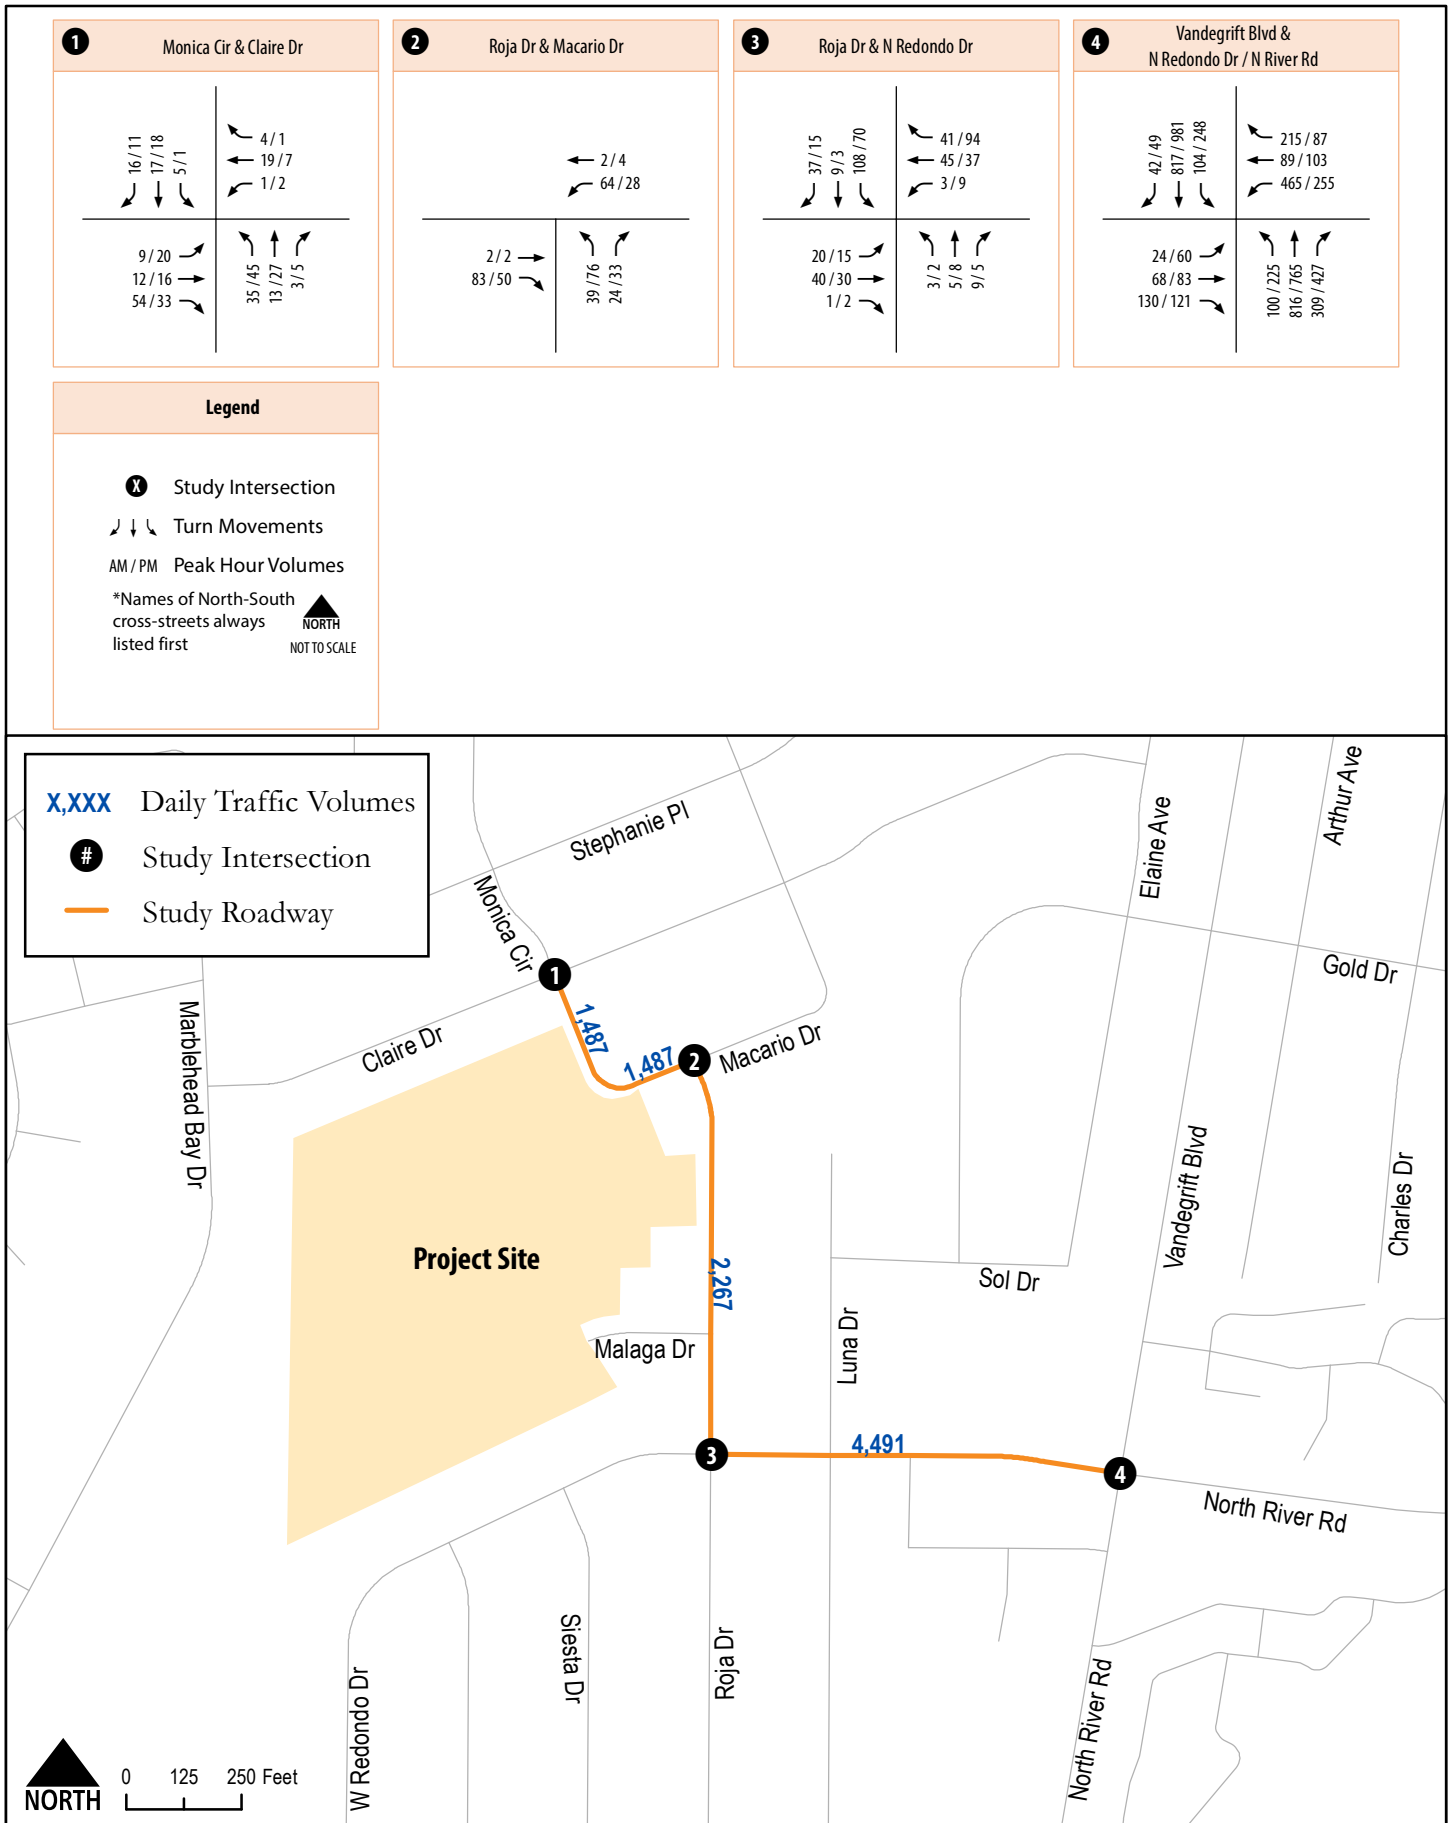 1
Monica Cir & Claire Dr
16 / 11
17 / 18
5 / 1
4 / 1
19 / 7
1 / 2
9 / 20
12 / 16
54 / 33
35 / 45
13 / 27
3 / 5
2
Roja Dr & Macario Dr
2 / 4
64 / 28
2 / 2
83 / 50
39 / 76
24 / 33
3
Roja Dr & N Redondo Dr
37 / 15
9 / 3
108 / 70
41 / 94
45 / 37
3 / 9
20 / 15
40 / 30
1 / 2
3 / 2
5 / 8
9 / 5
4
Vandegrift Blvd &
N Redondo Dr / N River Rd
42 / 49
817 / 981
104 / 248
215 / 87
89 / 103
465 / 255
24 / 60
68 / 83
130 / 121
100 / 225
816 / 765
309 / 427
Legend
X Study Intersection
Turn Movements
AM / PM Peak Hour Volumes
*Names of North-South
cross-streets always
listed first
NORTH
NOT TO SCALE
X,XXX Daily Traffic Volumes
# Study Intersection
Study Roadway
Stephanie Pl
Monica Cir
Elaine Ave
Arthur Ave
Gold Dr
1
1,487
1,487
2
Macario Dr
Claire Dr
Marblehead Bay Dr
Vandegrift Blvd
Charles Dr
Project Site
2,267
Sol Dr
Malaga Dr
Luna Dr
3
4,491
4
North River Rd
Siesta Dr
Roja Dr
W Redondo Dr
North River Rd
NORTH
0 125 250 Feet